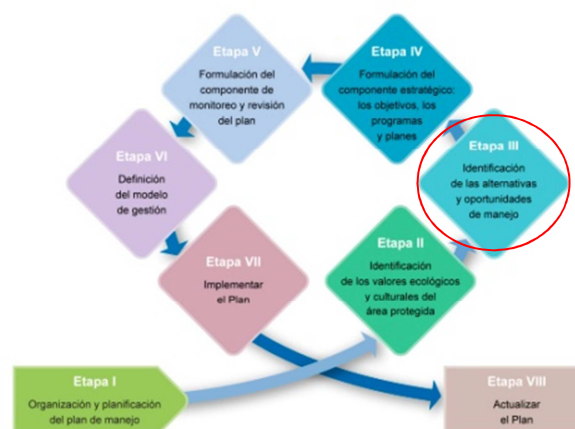 Etapa V
Formulación del
componente de
monitoreo y revisión
del plan
Etapa IV
Formulación del
componente estratégico:
los objetivos, los
programas
y planes
Etapa VI
Definición
del modelo
de gestión
Etapa III
Identificación
de las alternativas
y oportunidades
de manejo
Etapa VII
Implementar
el Plan
Etapa II
Identificación
de los valores ecológicos
y culturales del
área protegida
Etapa I
Organización y planificación
del plan de manejo
Etapa VIII
Actualizar
el Plan